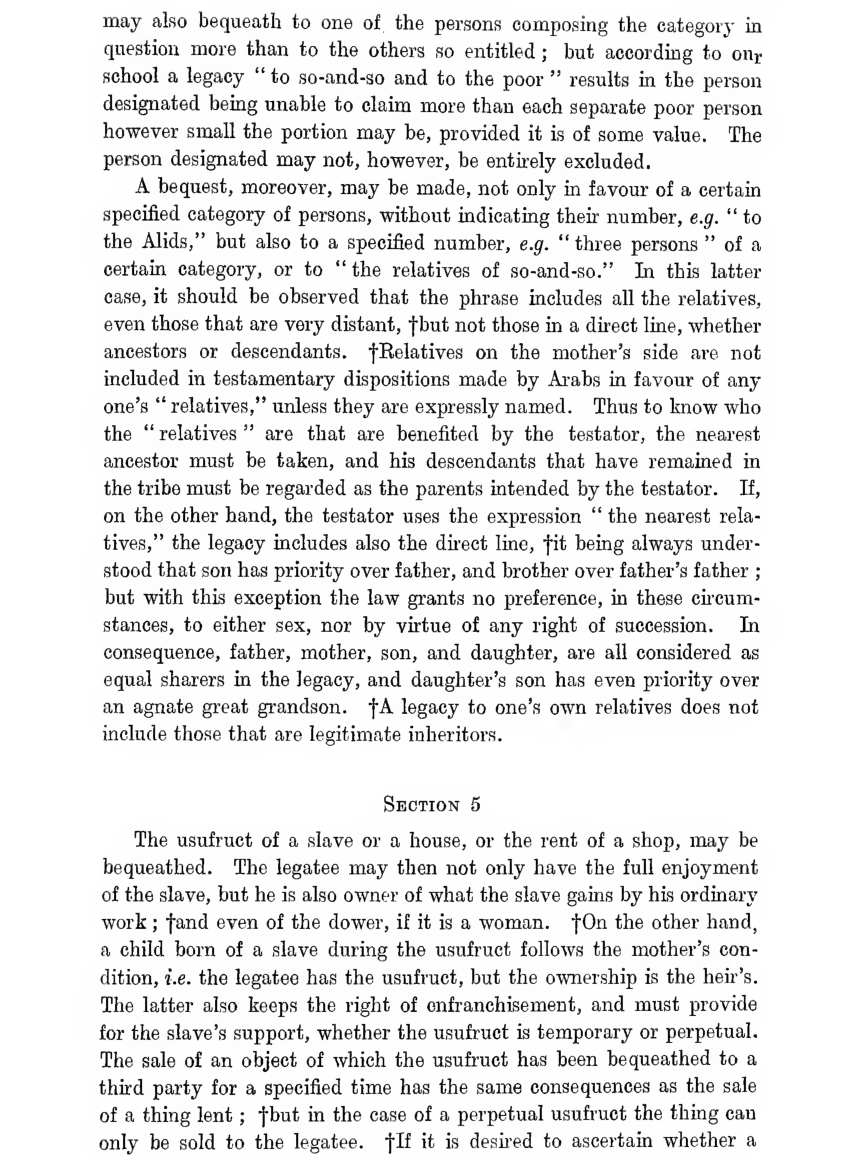 may also bequeath to one of the persons composing the category in
question more than to the others so entitled ; but according to our
school a legacy “ to so-and-so and to the poor ” results in the person
designated being unable to claim more than each separate poor person
however small the portion may be, provided it is of some value. The
person designated may not, however, be entirely excluded.
A bequest, moreover, may be made, not only in favour of a certain
specified category of persons, without indicating their number, e.g. “ to
the Alids,” but also to a specified number, e.g. “ three persons ” of a
certain category, or to “ the relatives of so-and-so.” In this latter
case, it should be observed that the phrase includes all the relatives,
even those that are very distant, †but not those in a direct line, whether
ancestors or descendants. †Relatives on the mother’s side are not
included in testamentary dispositions made by Arabs in favour of any
one’s “ relatives,” unless they are expressly named. Thus to know who
the “ relatives ” are that are benefited by the testator, the nearest
ancestor must be taken, and his descendants that have remained in
the tribe must be regarded as the parents intended by the testator. If,
on the other hand, the testator uses the expression “ the nearest rela-
tives,” the legacy includes also the direct line, †it being always under-
stood that son has priority over father, and brother over father’s father ;
but with this exception the law grants no preference, in these circum-
stances, to either sex, nor by virtue of any right of succession. In
consequence, father, mother, son, and daughter, are all considered as
equal sharers in the legacy, and daughter’s son has even priority over
an agnate great grandson. †A legacy to one’s own relatives does not
include those that are legitimate inheritors.
SECTION 5
The usufruct of a slave or a house, or the rent of a shop, may be
bequeathed. The legatee may then not only have the full enjoyment
of the slave, but he is also owner of what the slave gains by his ordinary
work ; †and even of the dower, if it is a woman. †On the other hand,
a child born of a slave during the usufruct follows the mother’s con-
dition, i.e. the legatee has the usufruct, but the ownership is the heir’s.
The latter also keeps the right of enfranchisement, and must provide
for the slave’s support, whether the usufruct is temporary or perpetual.
The sale of an object of which the usufruct has been bequeathed to a
third party for a specified time has the same consequences as the sale
of a thing lent ; †but in the case of a perpetual usufruct the thing can
only be sold to the legatee. †If it is desired to ascertain whether a